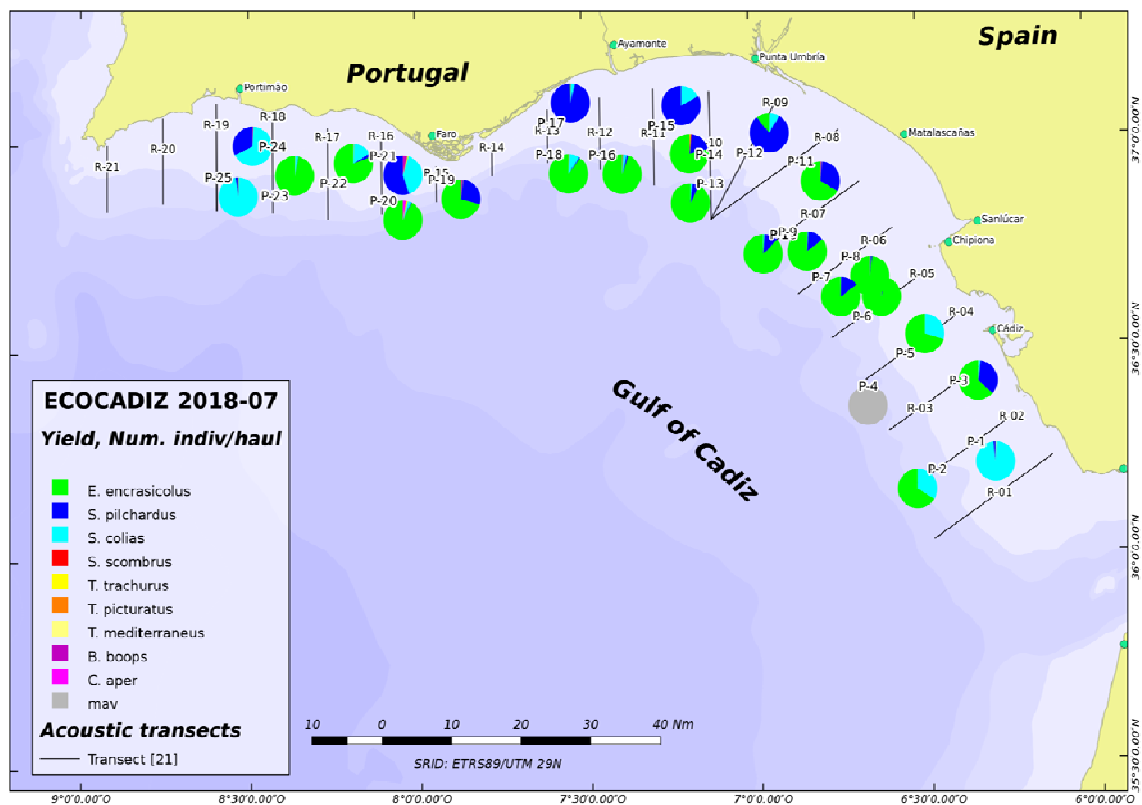 Spain
Portugal
Ayamonte
Punta Umbría
Portimão
Faro
Matalascañas
Sanlúcar
Chipiona
Cádiz
R-21
R-20
R-19
R-18
R-17
R-16
R-15
R-14
R-13
R-12
R-11
10
R-09
R-08
R-07
R-06
R-05
R-04
R-03
R-02
R-01
P-25
P-24
P-23
P-22
P-21
P-20
P-19
P-18
P-17
P-16
P-15
P-14
P-13
P-12
P-11
P-9
P-8
P-7
P-6
P-5
P-4
P-3
P-2
P-1
Gulf of Cadiz
ECOCADIZ 2018-07
Yield, Num. indiv/haul
E. encrasicolus
S. pilchardus
S. colias
S. scombrus
T. trachurus
T. picturatus
T. mediterraneus
B. boops
C. aper
mav
Acoustic transects
Transect [21]
10 0 10 20 30 40 Nm
SRID: ETRS89/UTM 29N
9°0'0.00"O 8°30'0.00"O 8°0'0.00"O 7°30'0.00"O 7°0'0.00"O 6°30'0.00"O 6°0'0.00"O
37°0'0.00"N
36°30'0.00"N
36°0'0.00"N
35°30'0.00"N